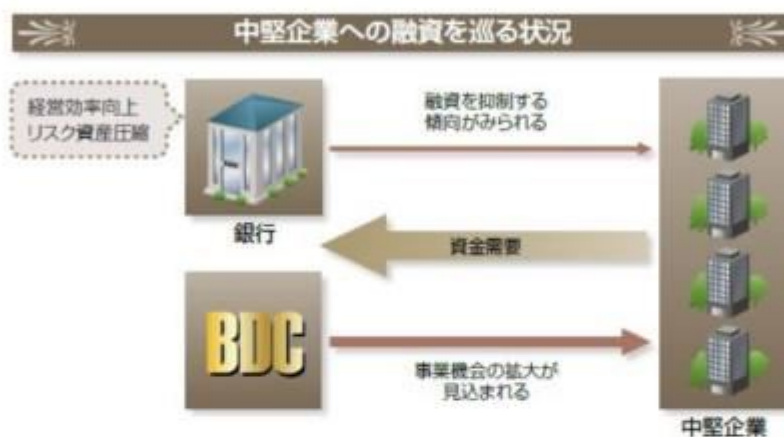 中堅企業への融資を巡る状況
経営効率向上
リスク資産圧縮
融資を抑制する
傾向がみられる
銀行
資金需要
BDC
事業機会の拡大が
見込まれる
中堅企業